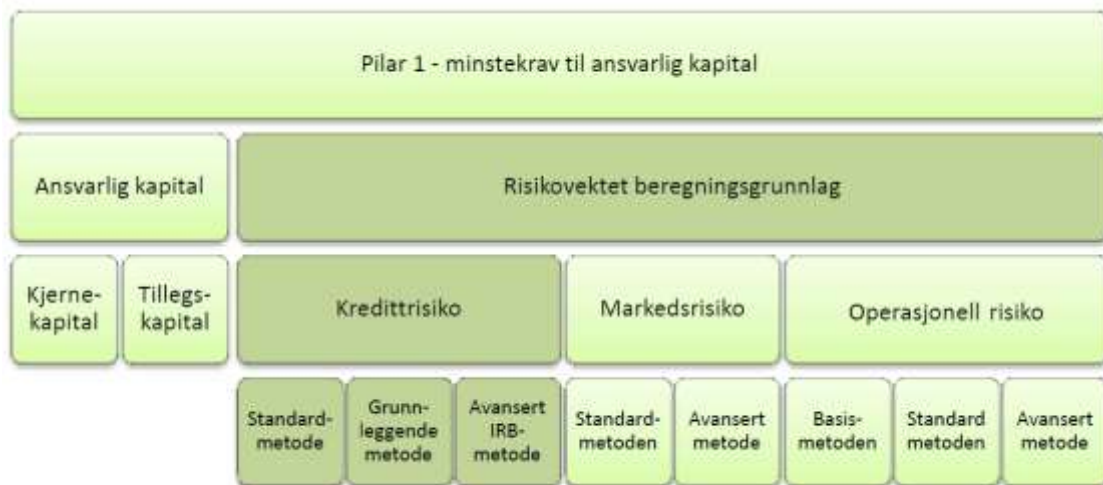 Pilar 1 - minstekrav til ansvarlig kapital
Ansvarlig kapital
Risikovektet beregningsgrunnlag
Kjerne-
kapital
Tillegs-
kapital
Kredittrisiko
Markedsrisiko
Operasjonell risiko
Standard-
metode
Grunn-
leggende
metode
Avansert
IRB-
metode
Standard-
metoden
Avansert
metode
Basis-
metoden
Standard
metoden
Avansert
metode